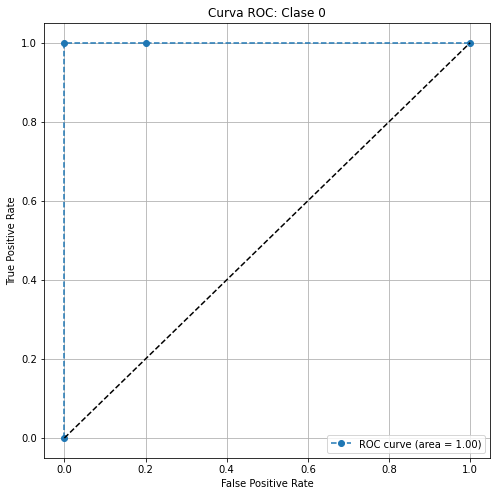 Curva ROC: Clase 0
1.0
0.8
0.6
0.4
0.2
0.0
True Positive Rate
0.0 0.2 0.4 0.6 0.8 1.0
False Positive Rate
ROC curve (area = 1.00)